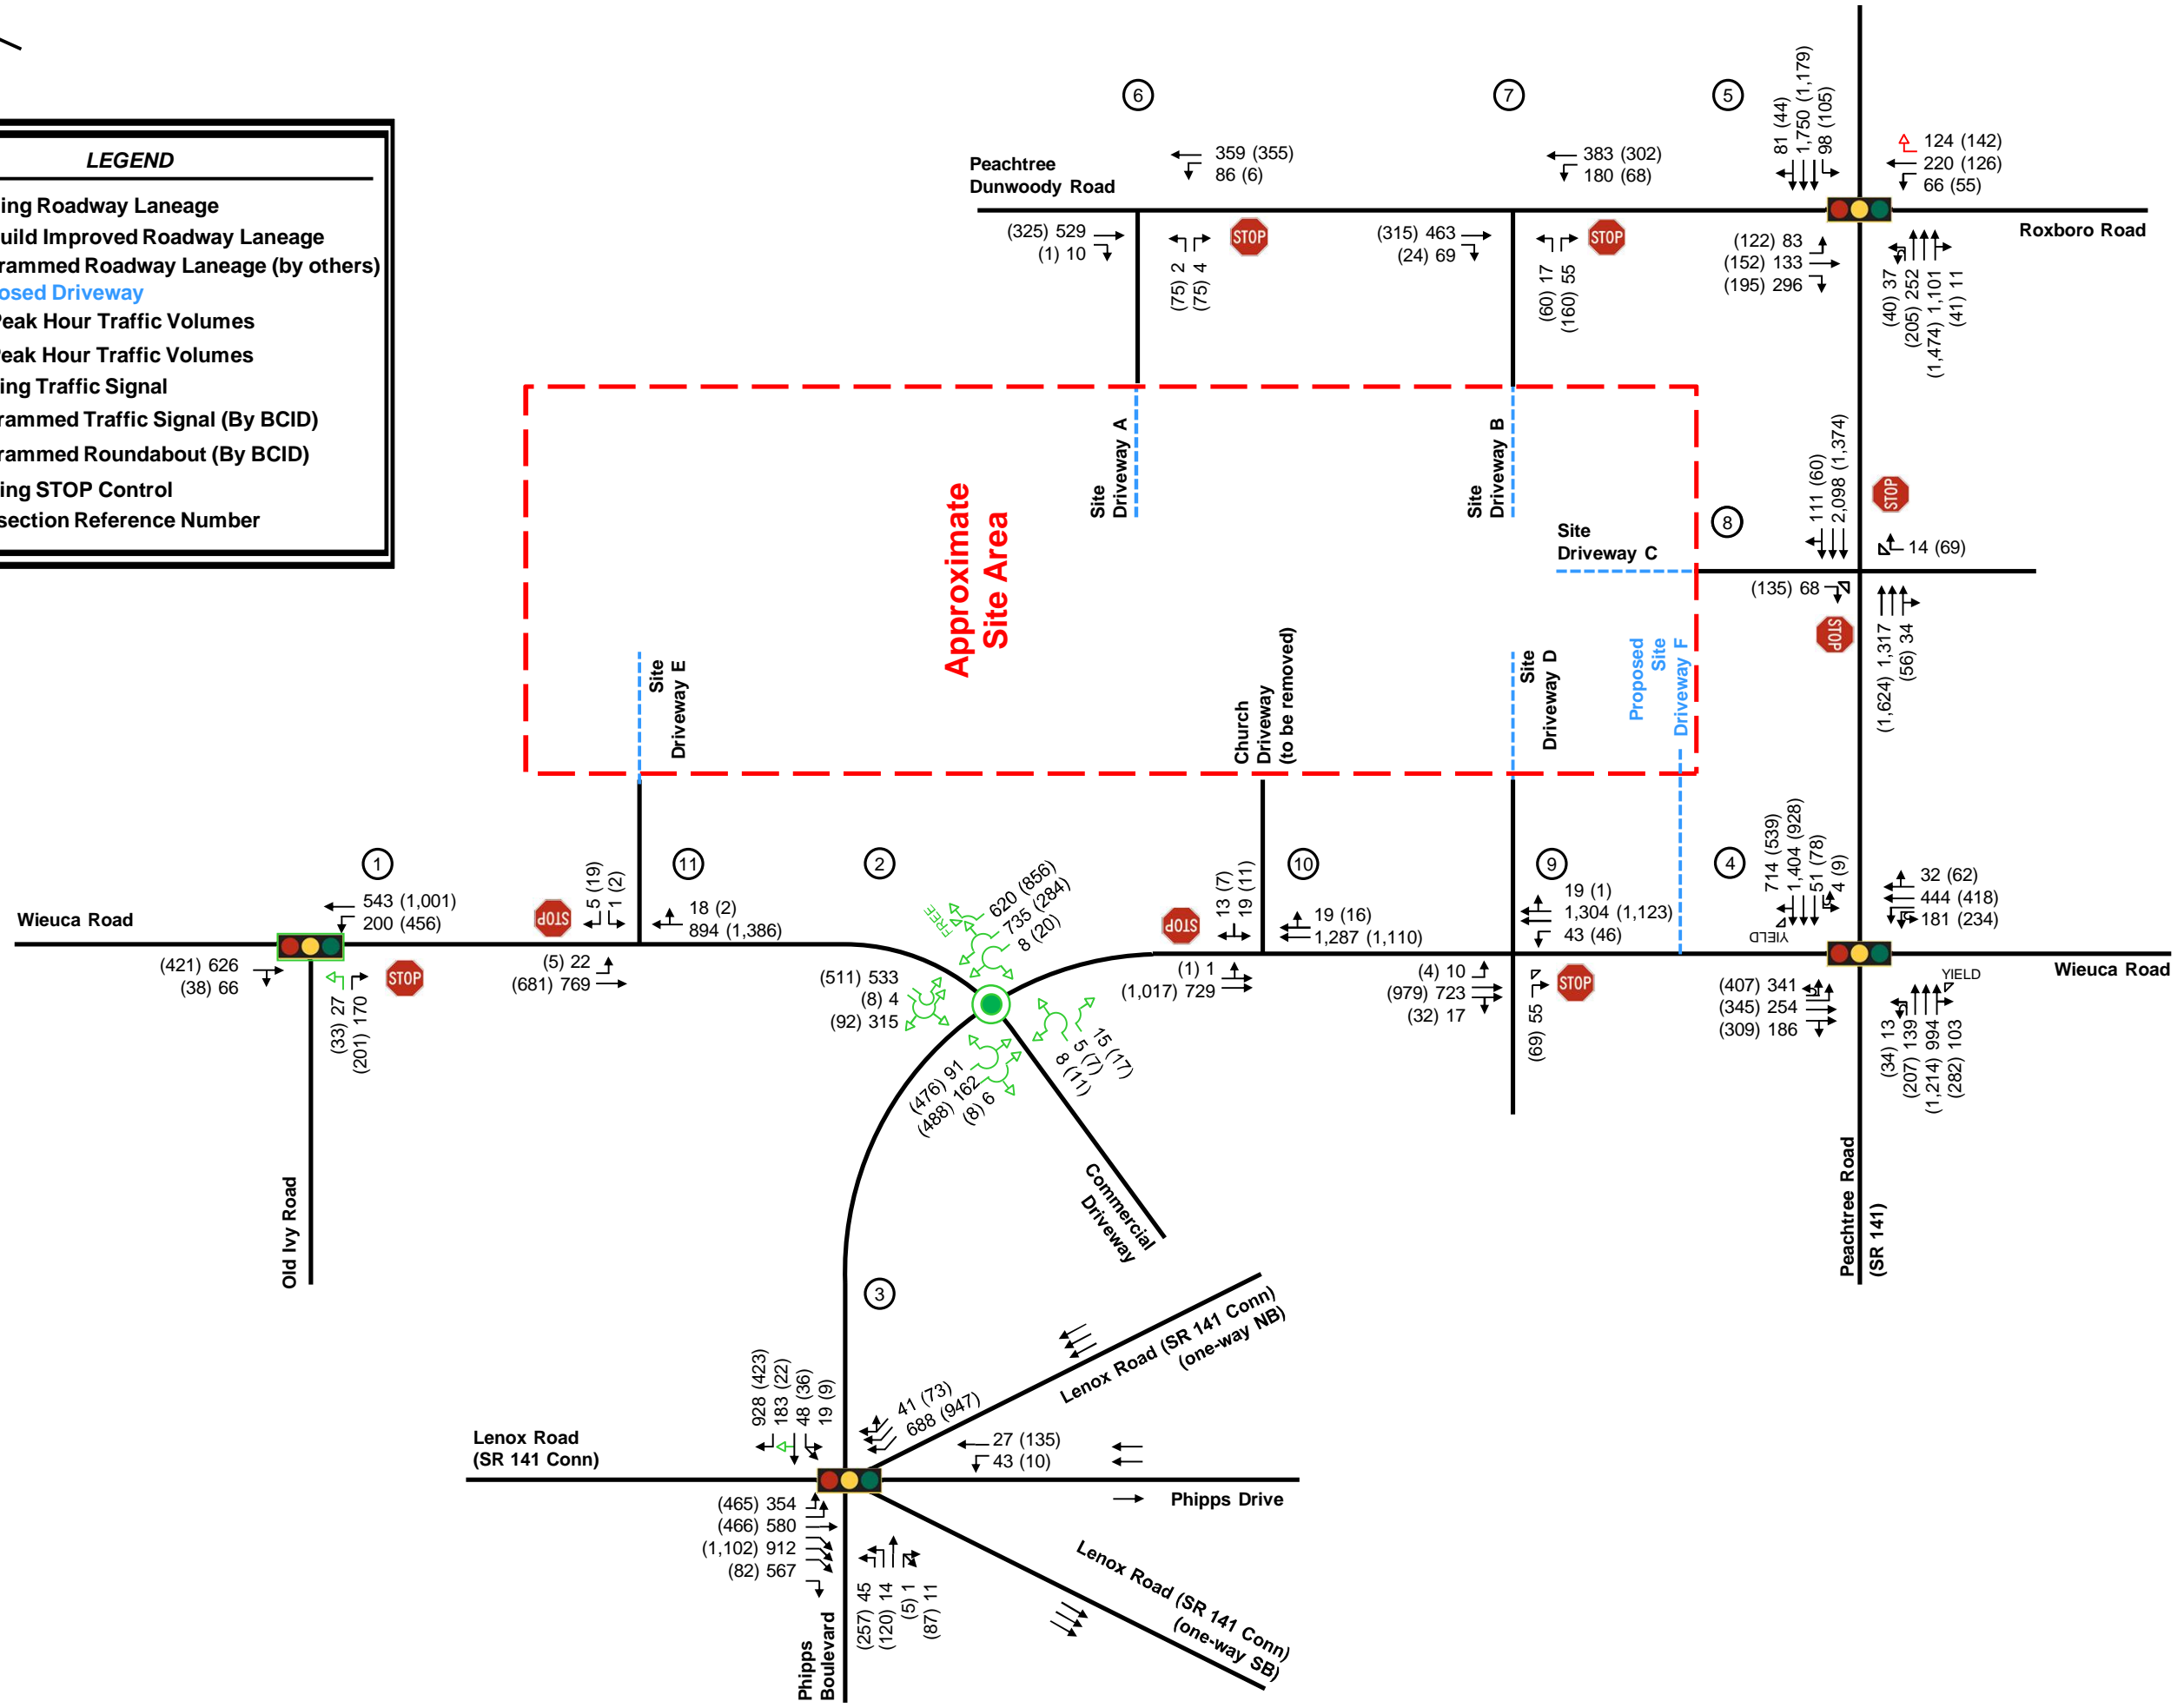 LEGEND
ing Roadway Laneage
uild Improved Roadway Laneage
rammed Roadway Laneage (by others)
osed Driveway
Peak Hour Traffic Volumes
Peak Hour Traffic Volumes
ing Traffic Signal
rammed Traffic Signal (By BCID)
rammed Roundabout (By BCID)
ing STOP Control
section Reference Number
6
7
5
Peachtree
Dunwoody Road
359 (355)
86 (6)
(325) 529
(1) 10
(75) 2
(75) 4
STOP
383 (302)
180 (68)
(315) 463
(24) 69
(60) 17
(160) 55
STOP
81 (44)
1,750 (1,179)
98 (105)
124 (142)
220 (126)
66 (55)
Roxboro Road
(122) 83
(152) 133
(195) 296
(40) 37
(205) 252
(1,474) 1,101
(41) 11
Site
Driveway A
Site
Driveway B
Approximate
Site Area
8
Site
Driveway C
111 (60)
2,098 (1,374)
STOP
14 (69)
(135) 68
STOP
(1,624) 1,317
(56) 34
Site
Driveway E
Church
Driveway
(to be removed)
Site
Driveway D
Proposed
Site
Driveway F
1
543 (1,001)
200 (456)
Wieuca Road
(421) 626
(38) 66
(33) 27
(201) 170
STOP
Old Ivy Road
11
STOP
5 (19)
1 (2)
18 (2)
894 (1,386)
(5) 22
(681) 769
2
FREE
620 (856)
735 (284)
8 (20)
(511) 533
(8) 4
(92) 315
(476) 91
(488) 162
(8) 6
15 (17)
5 (7)
8 (11)
Commercial
Driveway
10
STOP
13 (7)
19 (11)
19 (16)
1,287 (1,110)
(1) 1
(1,017) 729
9
19 (1)
1,304 (1,123)
43 (46)
(4) 10
(979) 723
(32) 17
(69) 55
STOP
4
714 (539)
1,404 (928)
51 (78)
4 (9)
YIELD
32 (62)
444 (418)
181 (234)
Wieuca Road
(407) 341
(345) 254
(309) 186
YIELD
(34) 13
(207) 139
(1,214) 994
(282) 103
Peachtree Road
(SR 141)
3
928 (423)
183 (22)
48 (36)
19 (9)
41 (73)
688 (947)
Lenox Road (SR 141 Conn)
(one-way NB)
Lenox Road
(SR 141 Conn)
27 (135)
43 (10)
Phipps Drive
(465) 354
(466) 580
(1,102) 912
(82) 567
(257) 45
(120) 14
(5) 1
(87) 11
Phipps
Boulevard
Lenox Road (SR 141 Conn)
(one-way SB)